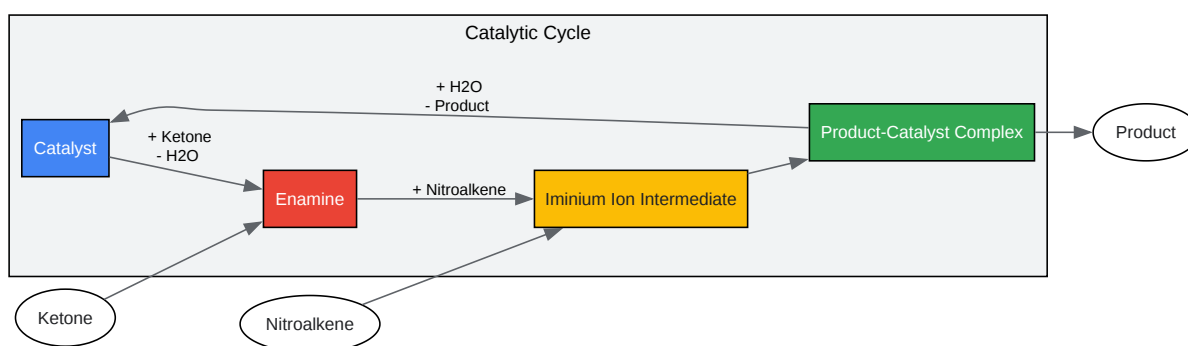 Catalytic Cycle
+ H2O
- Product
Catalyst
+ Ketone
- H2O
Enamine
+ Nitroalkene
Iminium Ion Intermediate
Product-Catalyst Complex
Product
Ketone
Nitroalkene